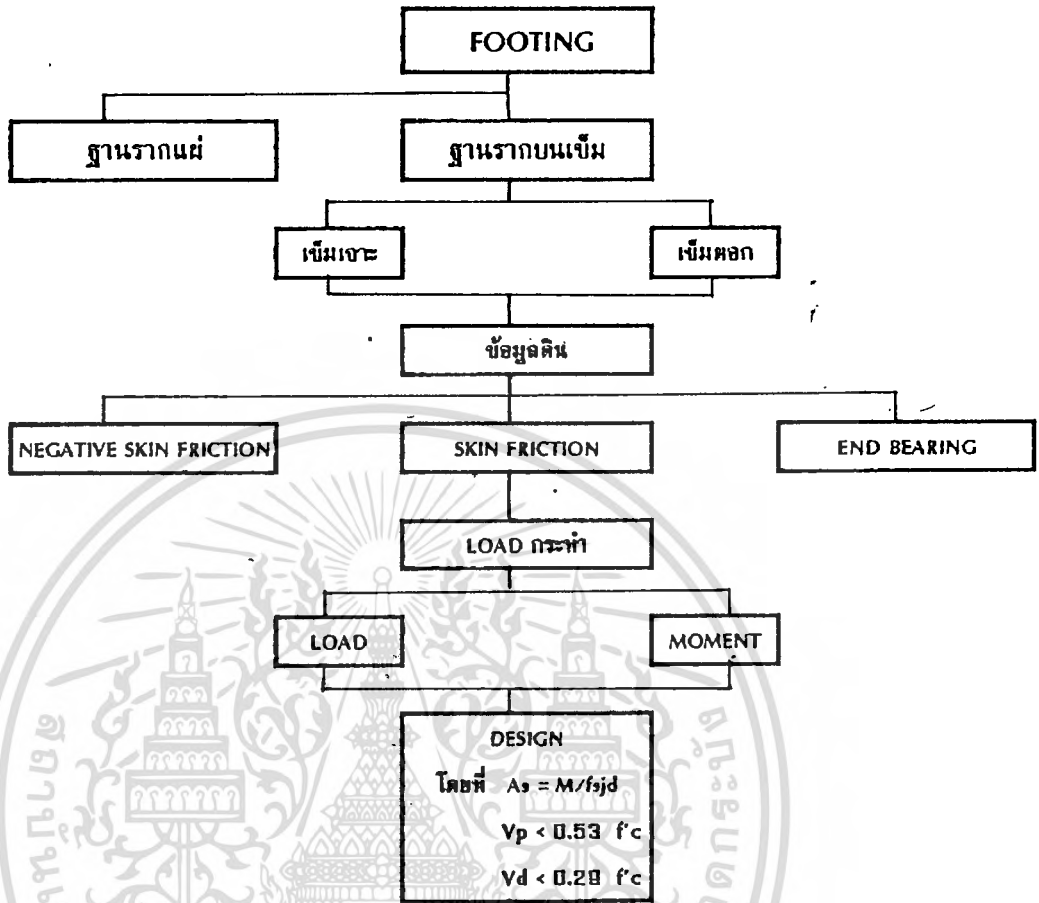 FOOTING
ฐานรากแผ่
ฐานรากบนเข็ม
เข็มเจาะ
เข็มตอก
ข้อมูลดิน
NEGATIVE SKIN FRICTION
SKIN FRICTION
END BEARING
LOAD กระทำ
LOAD
MOMENT
DESIGN
โดยที่ As = M/fsjd
Vp < 0.53 f'c
Vd < 0.29 f'c